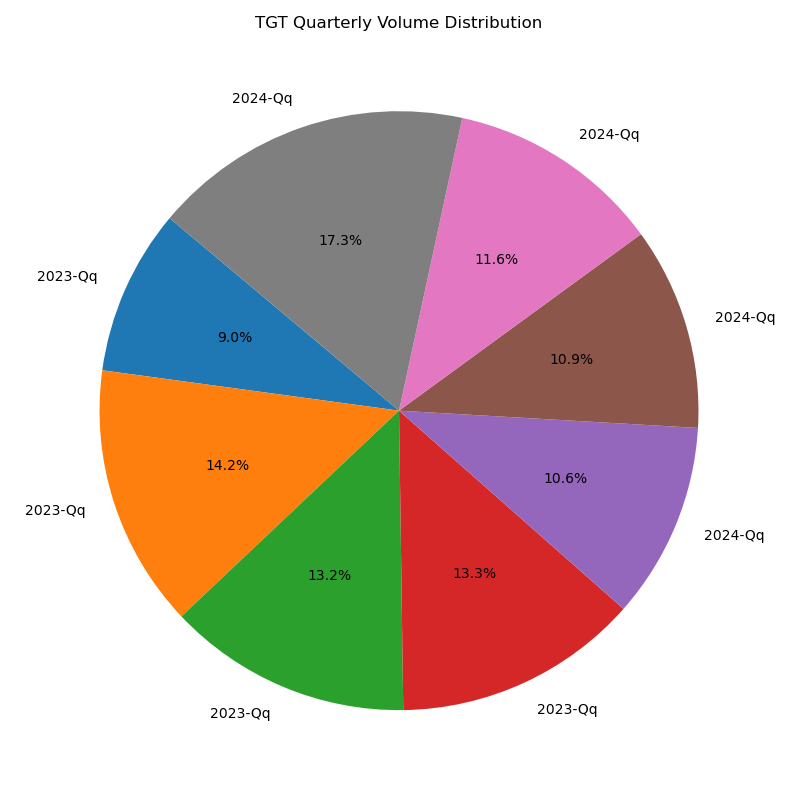 TGT Quarterly Volume Distribution
2024-Qq
2024-Qq
17.3%
11.6%
2023-Qq
9.0%
2024-Qq
10.9%
14.2%
2023-Qq
10.6%
2024-Qq
13.2%
13.3%
2023-Qq
2023-Qq